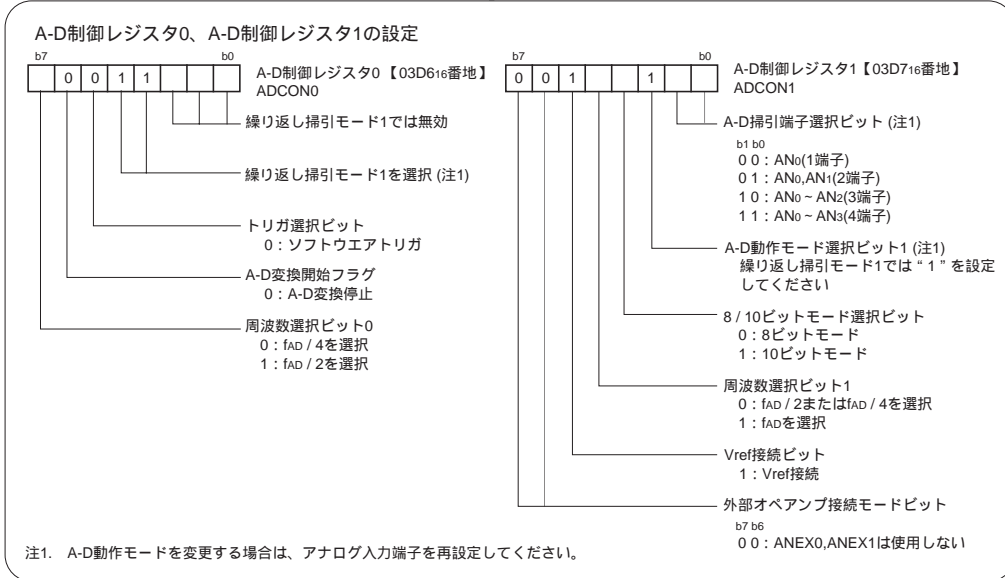 A-D制御レジスタ0、A-D制御レジスタ1の設定
b7 b0
0 0 1 1
A-D制御レジスタ0 【03D616番地】
ADCON0
繰り返し掃引モード1では無効
繰り返し掃引モード1を選択 (注1)
トリガ選択ビット
0:ソフトウエアトリガ
A-D変換開始フラグ
0:A-D変換停止
周波数選択ビット0
0:fAD / 4を選択
1:fAD / 2を選択
b7 b0
0 0 1 1
A-D制御レジスタ1【03D716番地】
ADCON1
A-D掃引端子選択ビット (注1)
b1 b0
0 0:AN0(1端子)
0 1:AN0,AN1(2端子)
1 0:AN0 ~ AN2(3端子)
1 1:AN0 ~ AN3(4端子)
A-D動作モード選択ビット1 (注1)
繰り返し掃引モード1では “ 1 ” を設定
してください
8 / 10ビットモード選択ビット
0:8ビットモード
1:10ビットモード
周波数選択ビット1
0:fAD / 2またはfAD / 4を選択
1:fADを選択
Vref接続ビット
1:Vref接続
外部オペアンプ接続モードビット
b7 b6
0 0:ANEX0,ANEX1は使用しない
注1. A-D動作モードを変更する場合は、アナログ入力端子を再設定してください。